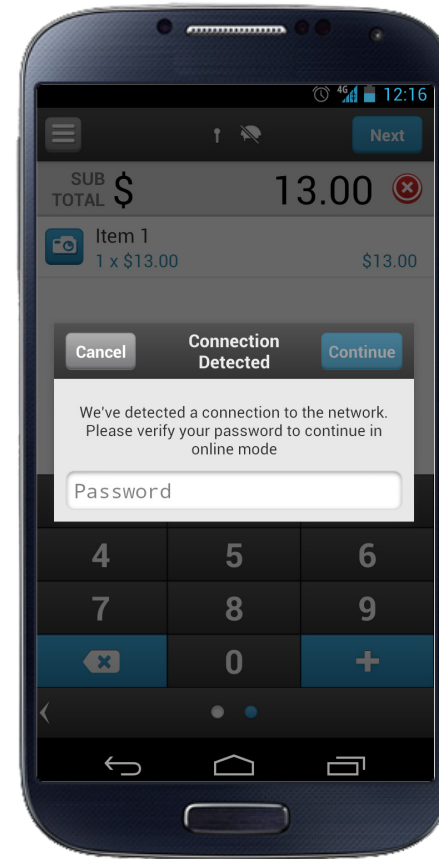 4G 12:16
Next
SUB
TOTAL $ 13.00
Item 1
1 x $13.00 $13.00
Cancel Connection
Detected Continue
We've detected a connection to the network.
Please verify your password to continue in
online mode
Password
4 5 6
7 8 9
0 +